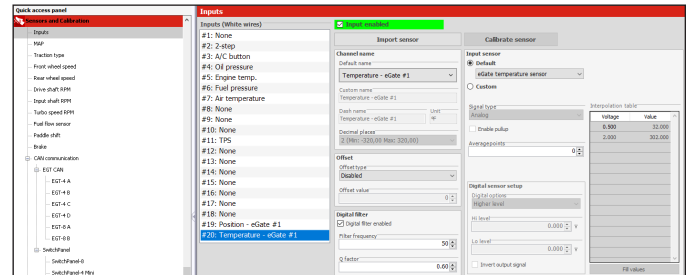 Quick access panel
Sensors and Calibration
Inputs
MAP
Traction type
Front wheel speed
Rear wheel speed
Drive shaft RPM
Input shaft RPM
Turbo speed RPM
Fuel flow sensor
Paddle shift
Brake
CAN communication
EGT CAN
EGT-4 A
EGT-4 B
EGT-4 C
EGT-4 D
EGT-8 A
EGT-8 B
SwitchPanel
SwitchPanel-8
SwitchPanel-4 Mini
Inputs
Inputs (White wires)
#1: None
#2: 2-step
#3: A/C button
#4: Oil pressure
#5: Engine temp.
#6: Fuel pressure
#7: Air temperature
#8: None
#9: None
#10: None
#11: TPS
#12: None
#13: None
#14: None
#15: None
#16: None
#17: None
#18: None
#19: Position - eGate #1
#20: Temperature - eGate #1
Input enabled
Import sensor
Calibrate sensor
Channel name
Default name
Temperature - eGate #1
Custom name
Temperature - eGate #1
Dash name Unit
Temperature - eGate #1 °F
Decimal places
2 (Min: -320,00 Max: 320,00)
Offset
Offset type
Disabled
Offset value
0
Digital filter
Digital filter enabled
Filter frequency
50
Q factor
0.60
Input sensor
Default
eGate temperature sensor
Custom
Signal type
Analog
Enable pullup
Averagepoints
0
Digital sensor setup
Digital options
Higher level
Hi level
0.000 V
Lo level
0.000 V
Invert output signal
Interpolation table
Voltage Value
0.500 32.000
2.000 302.000
Fill values